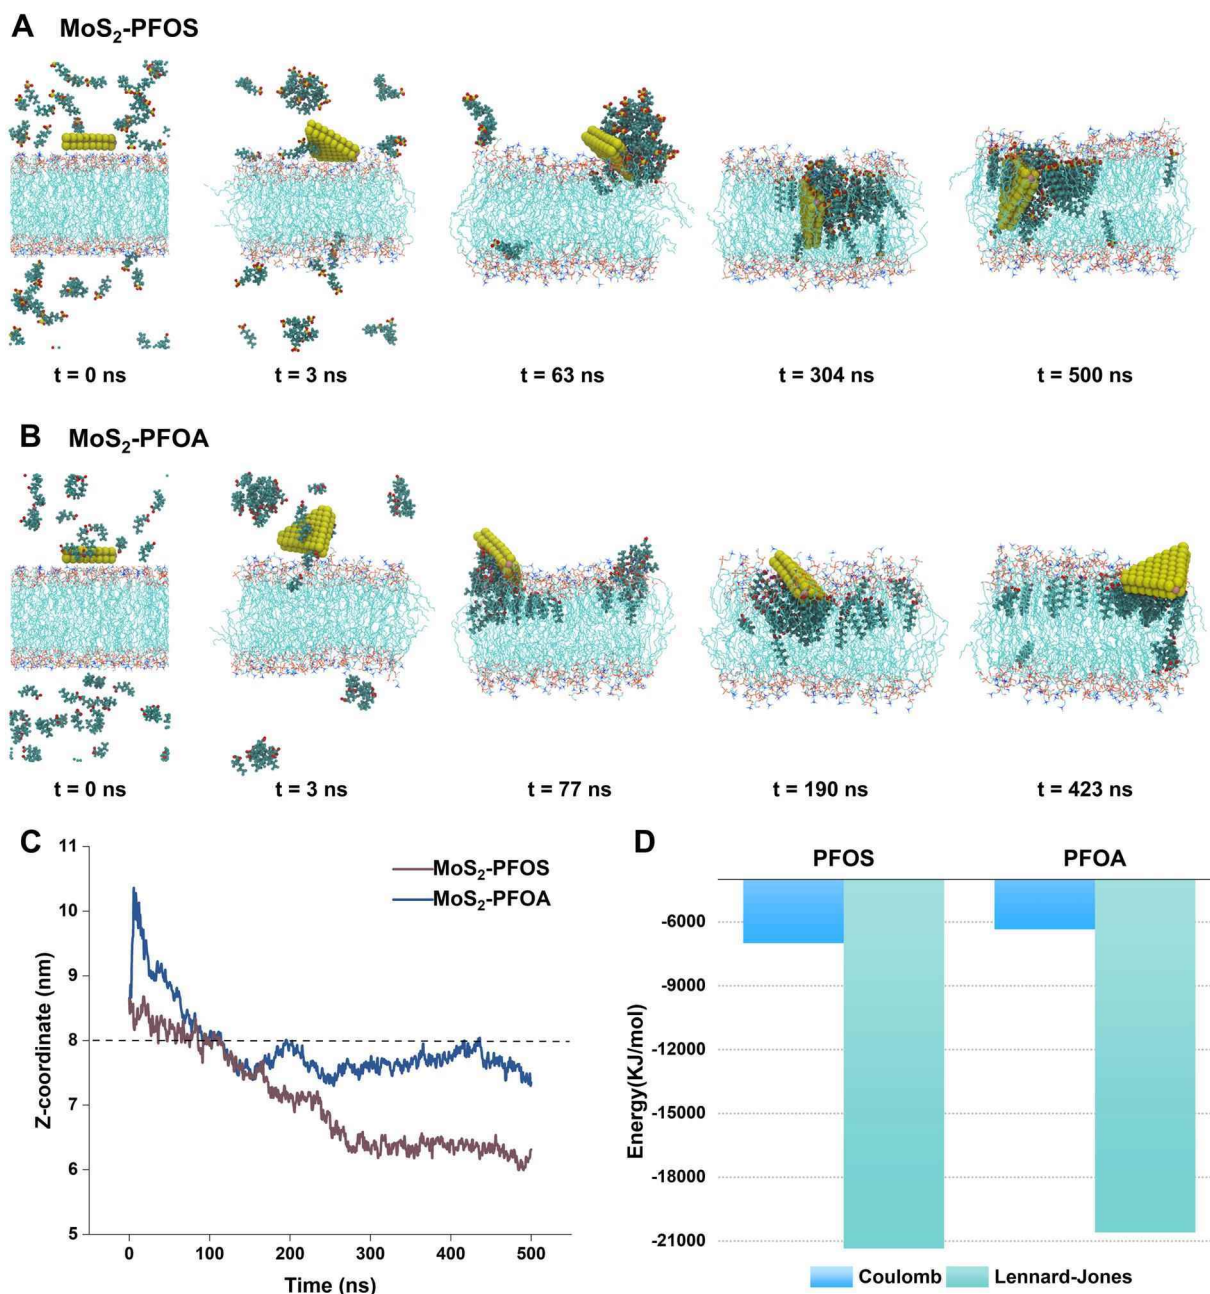 A MoS₂-PFOS
t = 0 ns t = 3 ns t = 63 ns t = 304 ns t = 500 ns
B MoS₂-PFOA
t = 0 ns t = 3 ns t = 77 ns t = 190 ns t = 423 ns
C
11
10
9
8
7
6
5
Z-coordinate (nm)
MoS₂-PFOS
MoS₂-PFOA
0 100 200 300 400 500
Time (ns)
D
PFOS PFOA
-6000
-9000
-12000
-15000
-18000
-21000
Energy(KJ/mol)
Coulomb Lennard-Jones